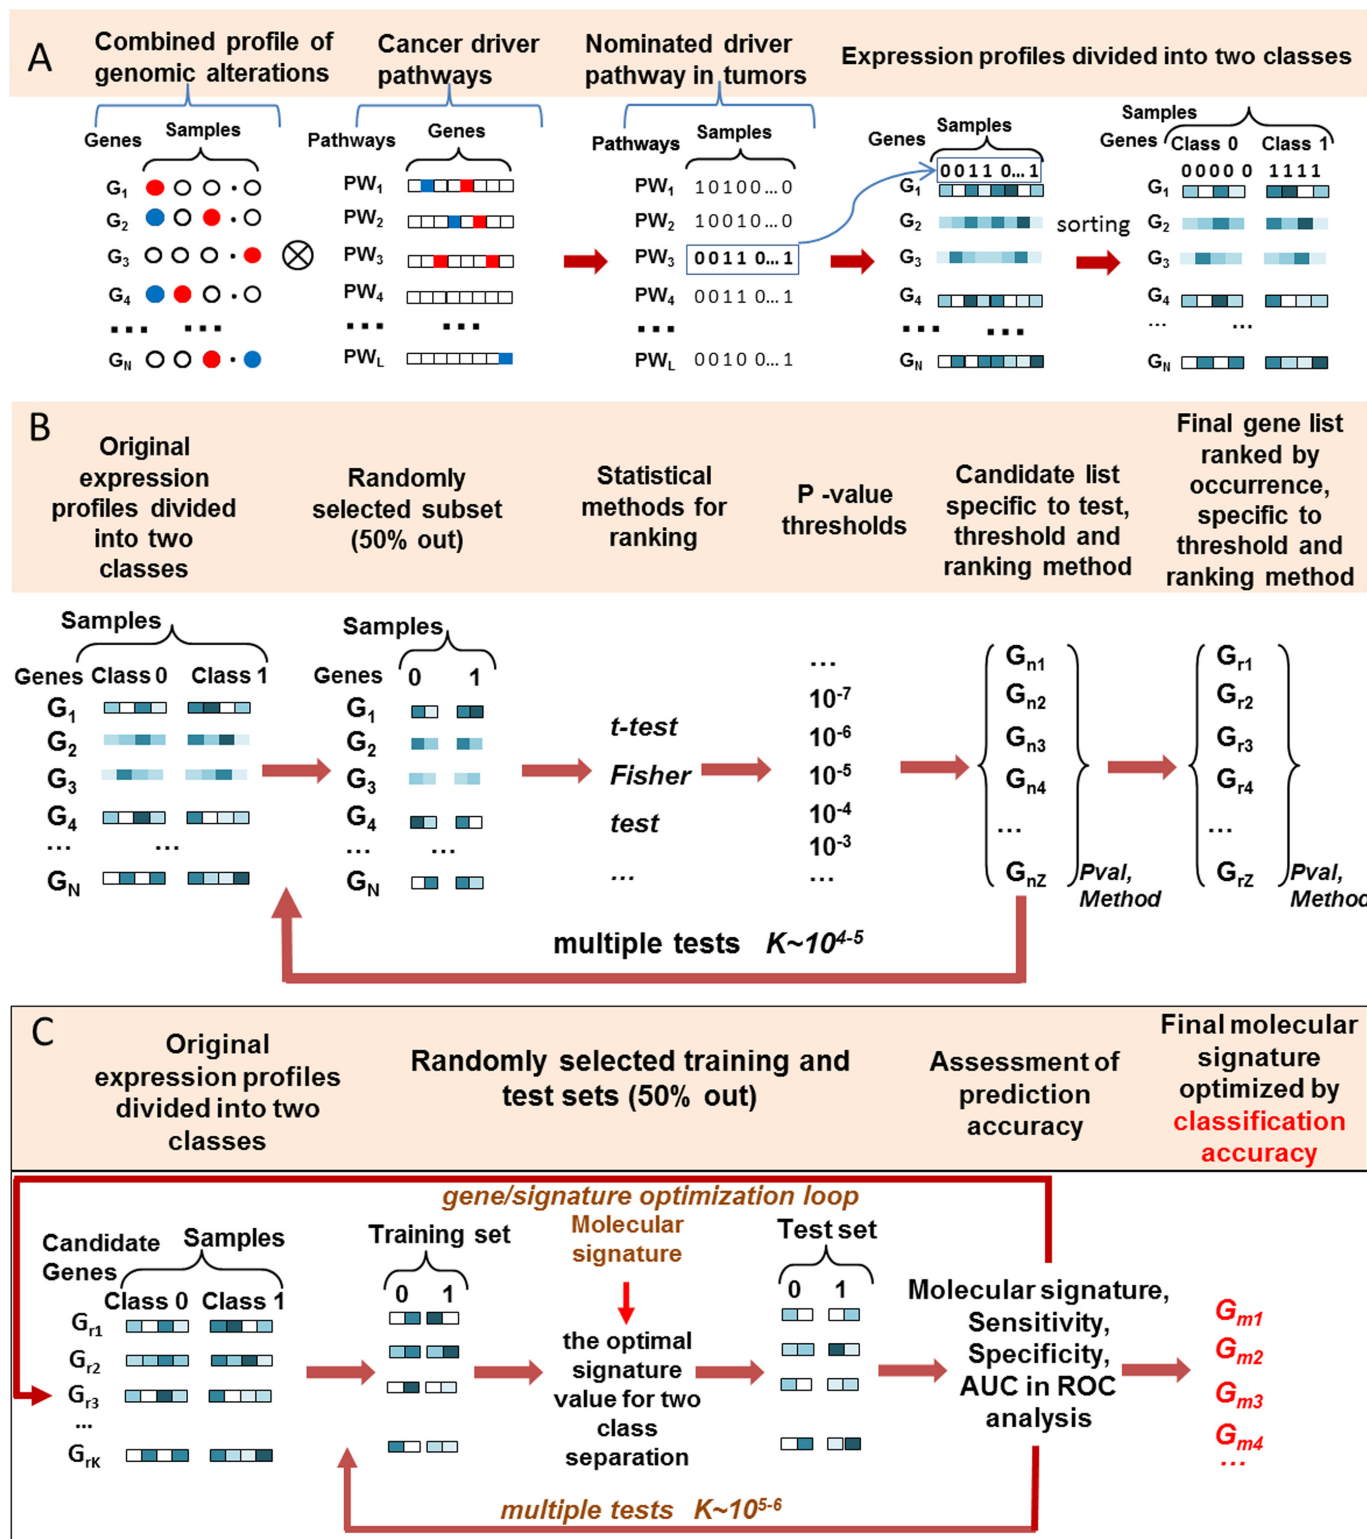 A
Combined profile of
genomic alterations
Cancer driver
pathways
Nominated driver
pathway in tumors
Expression profiles divided into two classes
Genes
Samples
G1
G2
G3
G4
... ...
GN
Pathways
Genes
PW1
PW2
PW3
PW4
... ...
PWL
Pathways
Samples
PW1 10100...0
PW2 10010...0
PW3 0011 0...1
PW4 0011 0...1
...
PWL 0010 0...1
Genes
Samples
0011 0...1
G1
G2
G3
G4
... ...
GN
sorting
Samples
Genes
Class 0 Class 1
00000 0 1111
G1
G2
G3
G4
... ...
GN
B
Original
expression
profiles divided
into two
classes
Randomly
selected subset
(50% out)
Statistical
methods for
ranking
P -value
thresholds
Candidate list
specific to test,
threshold and
ranking method
Final gene list
ranked by
occurrence,
specific to
threshold and
ranking method
Samples
Genes Class 0 Class 1
G1
G2
G3
G4
... ...
GN
Samples
Genes 0 1
G1
G2
G3
G4
... ...
GN
t-test
Fisher
test
...
...
10-7
10-6
10-5
10-4
10-3
...
Gn1
Gn2
Gn3
Gn4
...
GnZ
Pval,
Method
Gr1
Gr2
Gr3
Gr4
...
GrZ
Pval,
Method
multiple tests K~104-5
C
Original
expression profiles
divided into two
classes
Randomly selected training and
test sets (50% out)
Assessment of
prediction
accuracy
Final molecular
signature
optimized by
classification
accuracy
gene/signature optimization loop
Candidate
Genes
Samples
Class 0 Class 1
Gr1
Gr2
Gr3
...
GrK
Training set
0 1
Molecular
signature
the optimal
signature
value for two
class
separation
Test set
0 1
Molecular signature,
Sensitivity,
Specificity,
AUC in ROC
analysis
Gm1
Gm2
Gm3
Gm4
...
multiple tests K~105-6